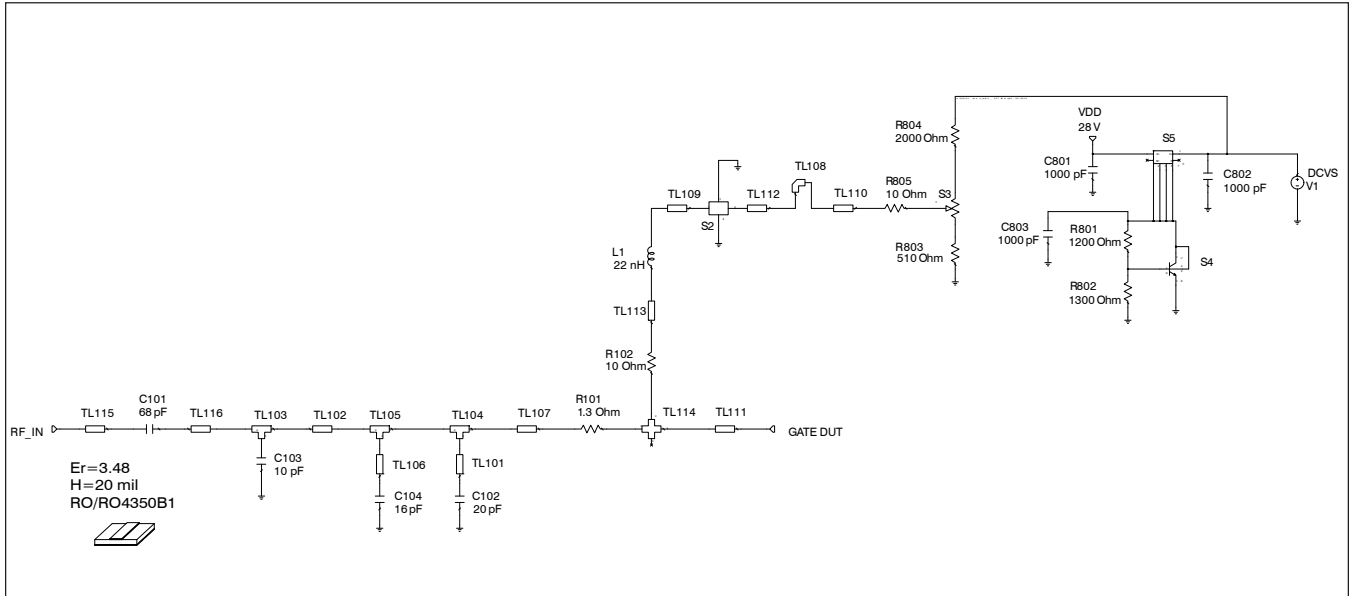 R804
2000 Ohm
VDD
28 V
S5
C801
1000 pF
C802
1000 pF
DCVS
V1
TL108
TL109
TL112
TL110
R805
10 Ohm
S3
S2
C803
1000 pF
R801
1200 Ohm
R803
510 Ohm
S4
L1
22 nH
R802
1300 Ohm
TL113
R102
10 Ohm
RF_IN
TL115
C101
68 pF
TL116
TL103
TL102
TL105
TL104
TL107
R101
1.3 Ohm
TL114
TL111
GATE DUT
C103
10 pF
TL106
TL101
C104
16 pF
C102
20 pF
Er=3.48
H=20 mil
RO/RO4350B1